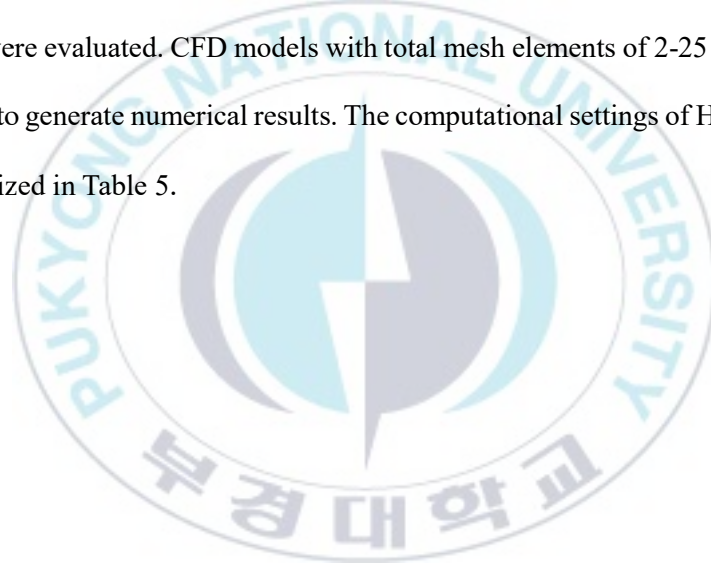 vere evaluated. CFD models with total mesh elements of 2-25
to generate numerical results. The computational settings of H
ized in Table 5.
PUKYONG NATIONAL UNIVERSITY
부경대학교